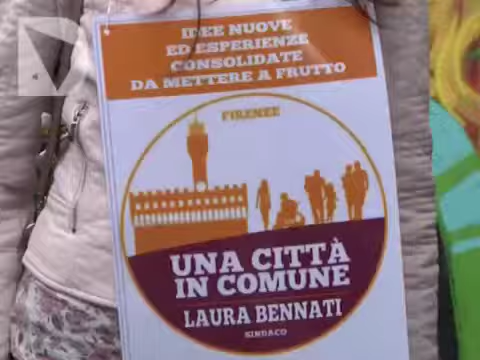 IDEE NUOVE
ED ESPERIENZE
CONSOLIDATE
DA METTERE A FRUTTO
FIRENZE
UNA CITTÀ
IN COMUNE
LAURA BENNATI
SINDACO